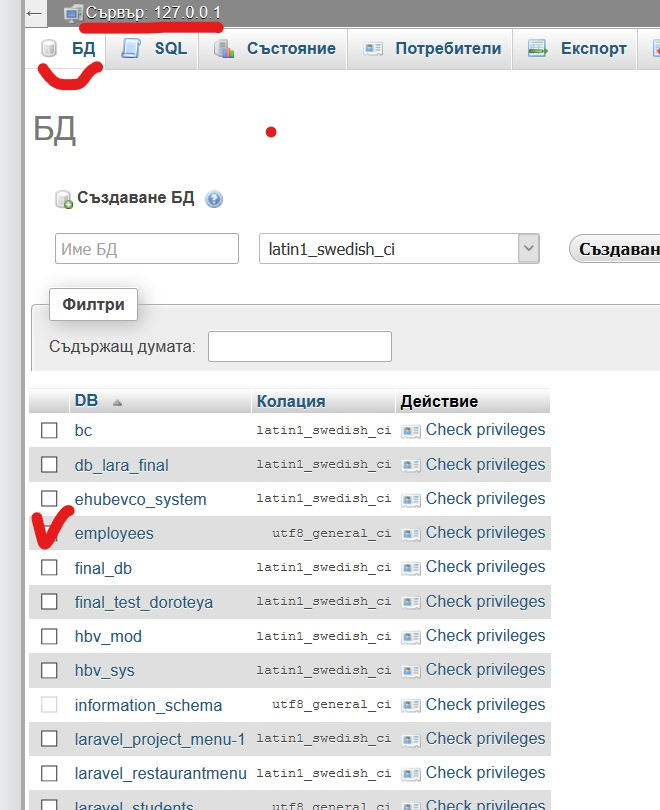 Сървър: 127.0.0.1
БД SQL Състояние Потребители Експорт
БД
Създаване БД
Име БД latin1_swedish_ci Създаван
Филтри
Съдържащ думата:
DB Колация Действие
bc latin1_swedish_ci Check privileges
db_lara_final latin1_swedish_ci Check privileges
ehubevco_system latin1_swedish_ci Check privileges
employees utf8_general_ci Check privileges
final_db latin1_swedish_ci Check privileges
final_test_doroteya latin1_swedish_ci Check privileges
hbv_mod latin1_swedish_ci Check privileges
hbv_sys latin1_swedish_ci Check privileges
information_schema utf8_general_ci Check privileges
laravel_project_menu-1 latin1_swedish_ci Check privileges
laravel_restaurantmenu latin1_swedish_ci Check privileges
laravel_students utf8_general_ci Check privileges